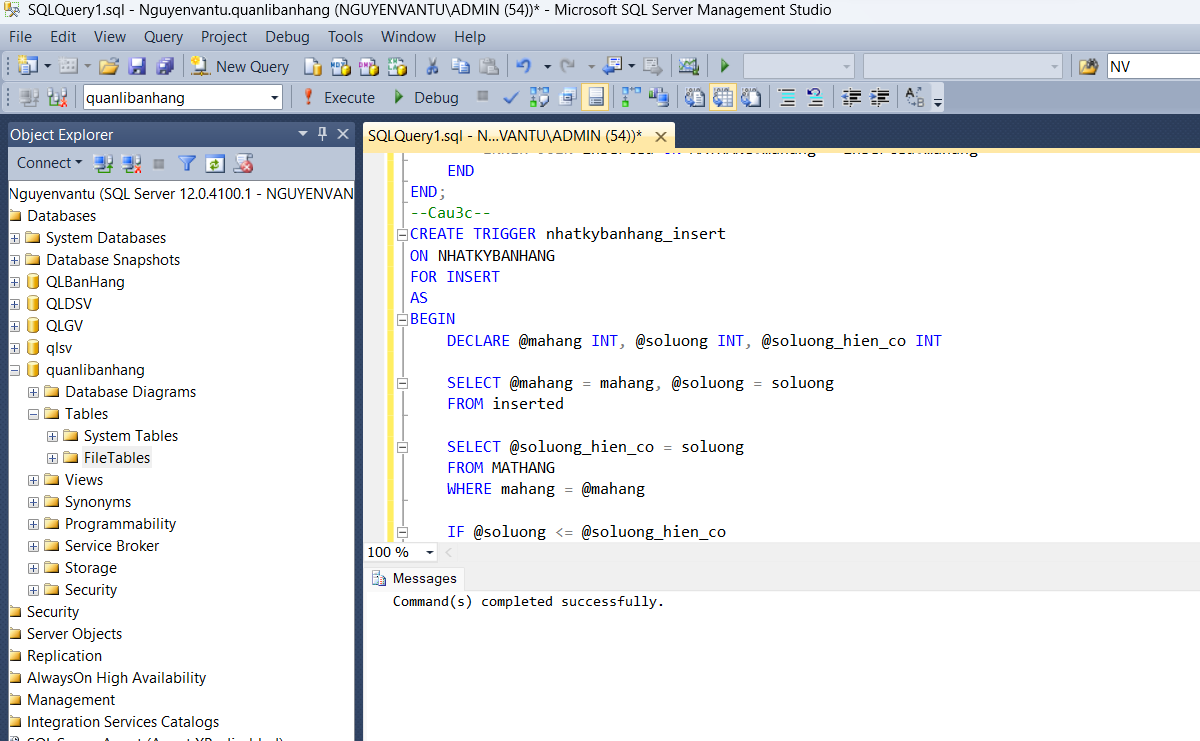 SQLQuery1.sql - Nguyenvantu.quanlibanhang (NGUYENVANTU\ADMIN (54))* - Microsoft SQL Server Management Studio
File Edit View Query Project Debug Tools Window Help
New Query
NV
quanlibanhang
Execute
Debug
Object Explorer
Connect
Nguyenvantu (SQL Server 12.0.4100.1 - NGUYENVAN
Databases
System Databases
Database Snapshots
QLBanHang
QLDSV
QLGV
qlsv
quanlibanhang
Database Diagrams
Tables
System Tables
FileTables
Views
Synonyms
Programmability
Service Broker
Storage
Security
Security
Server Objects
Replication
AlwaysOn High Availability
Management
Integration Services Catalogs
SQLQuery1.sql - N...VANTU\ADMIN (54))*
END
END;
--Cau3c--
CREATE TRIGGER nhatkybanhang_insert
ON NHATKYBANHANG
FOR INSERT
AS
BEGIN
DECLARE @mahang INT, @soluong INT, @soluong_hien_co INT
SELECT @mahang = mahang, @soluong = soluong
FROM inserted
SELECT @soluong_hien_co = soluong
FROM MATHANG
WHERE mahang = @mahang
IF @soluong <= @soluong_hien_co
100 %
Messages
Command(s) completed successfully.